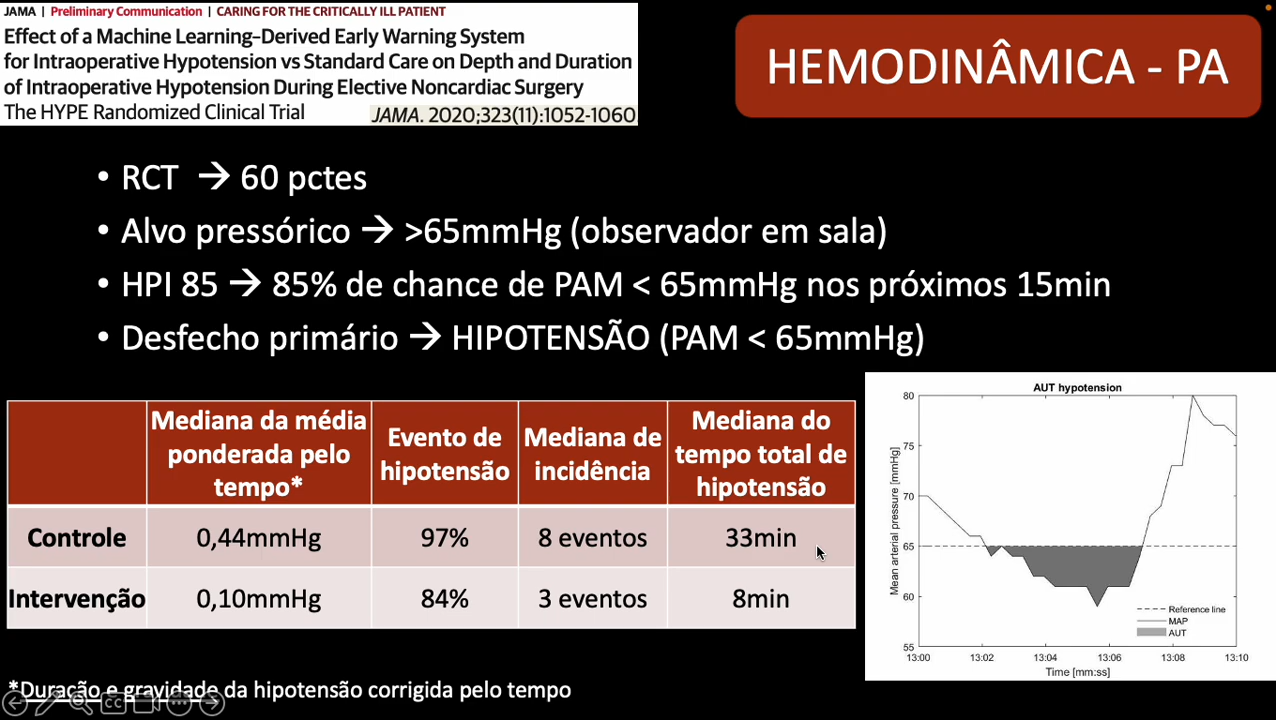 JAMA | Preliminary Communication | CARING FOR THE CRITICALLY ILL PATIENT
Effect of a Machine Learning–Derived Early Warning System
for Intraoperative Hypotension vs Standard Care on Depth and Duration
of Intraoperative Hypotension During Elective Noncardiac Surgery
The HYPE Randomized Clinical Trial
JAMA. 2020;323(11):1052-1060
HEMODINÂMICA - PA
• RCT → 60 pctes
• Alvo pressórico → >65mmHg (observador em sala)
• HPI 85 → 85% de chance de PAM < 65mmHg nos próximos 15min
• Desfecho primário → HIPOTENSÃO (PAM < 65mmHg)
Mediana da média ponderada pelo tempo* Evento de hipotensão Mediana de incidência Mediana do tempo total de hipotensão
Controle 0,44mmHg 97% 8 eventos 33min
Intervenção 0,10mmHg 84% 3 eventos 8min
*Duração e gravidade da hipotensão corrigida pelo tempo
CC
AUT hypotension
Mean arterial pressure [mmHg]
80
75
70
65
60
55
Reference line
MAP
AUT
13:00 13:02 13:04 13:06 13:08 13:10
Time [mm:ss]